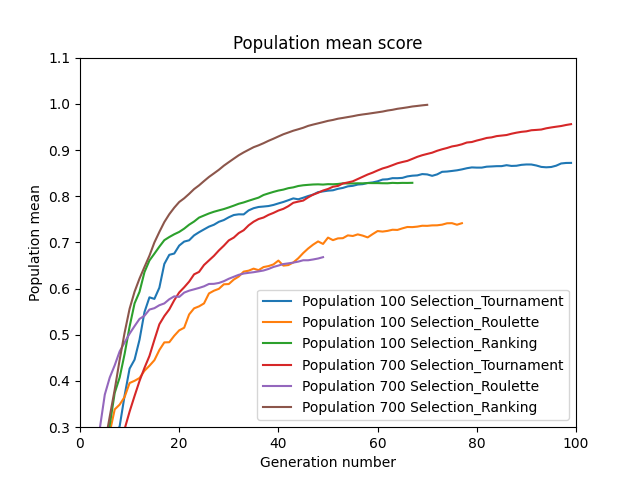 Population mean score
Population mean
1.1
1.0
0.9
0.8
0.7
0.6
0.5
0.4
0.3
Population 100 Selection_Tournament
Population 100 Selection_Roulette
Population 100 Selection_Ranking
Population 700 Selection_Tournament
Population 700 Selection_Roulette
Population 700 Selection_Ranking
0 20 40 60 80 100
Generation number